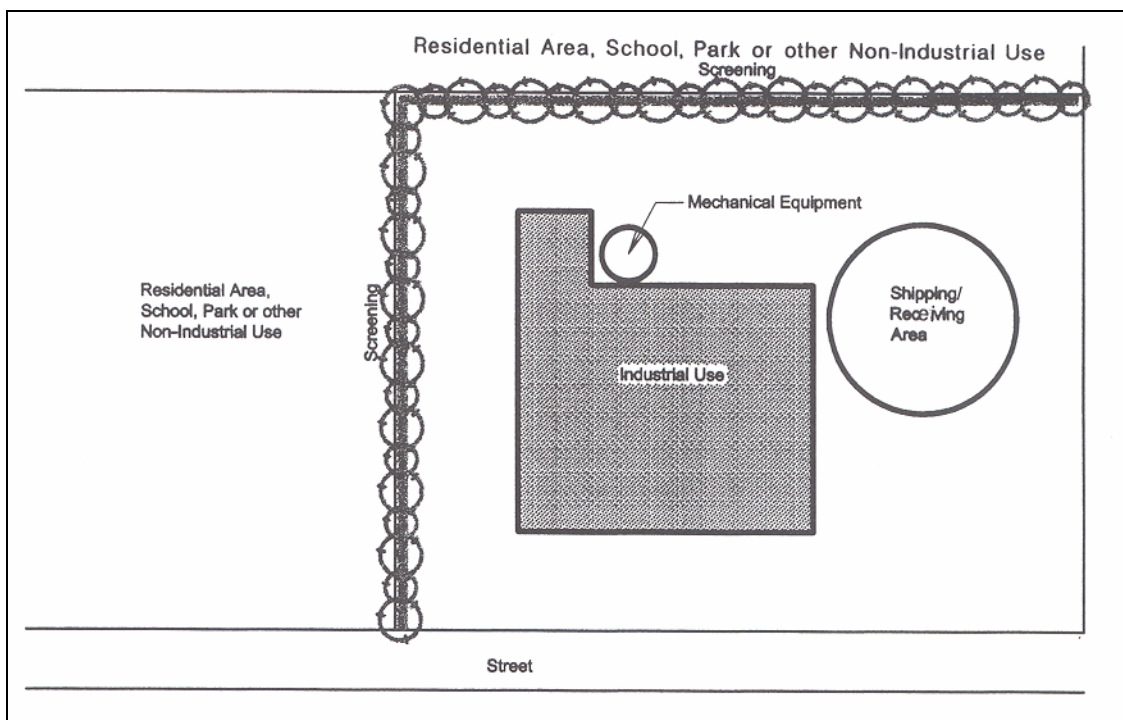 Residential Area, School, Park or other Non-Industrial Use
Screening
Mechanical Equipment
Residential Area,
School, Park or other
Non-Industrial Use
Screening
Shipping/
Receiving
Area
Industrial Use
Street